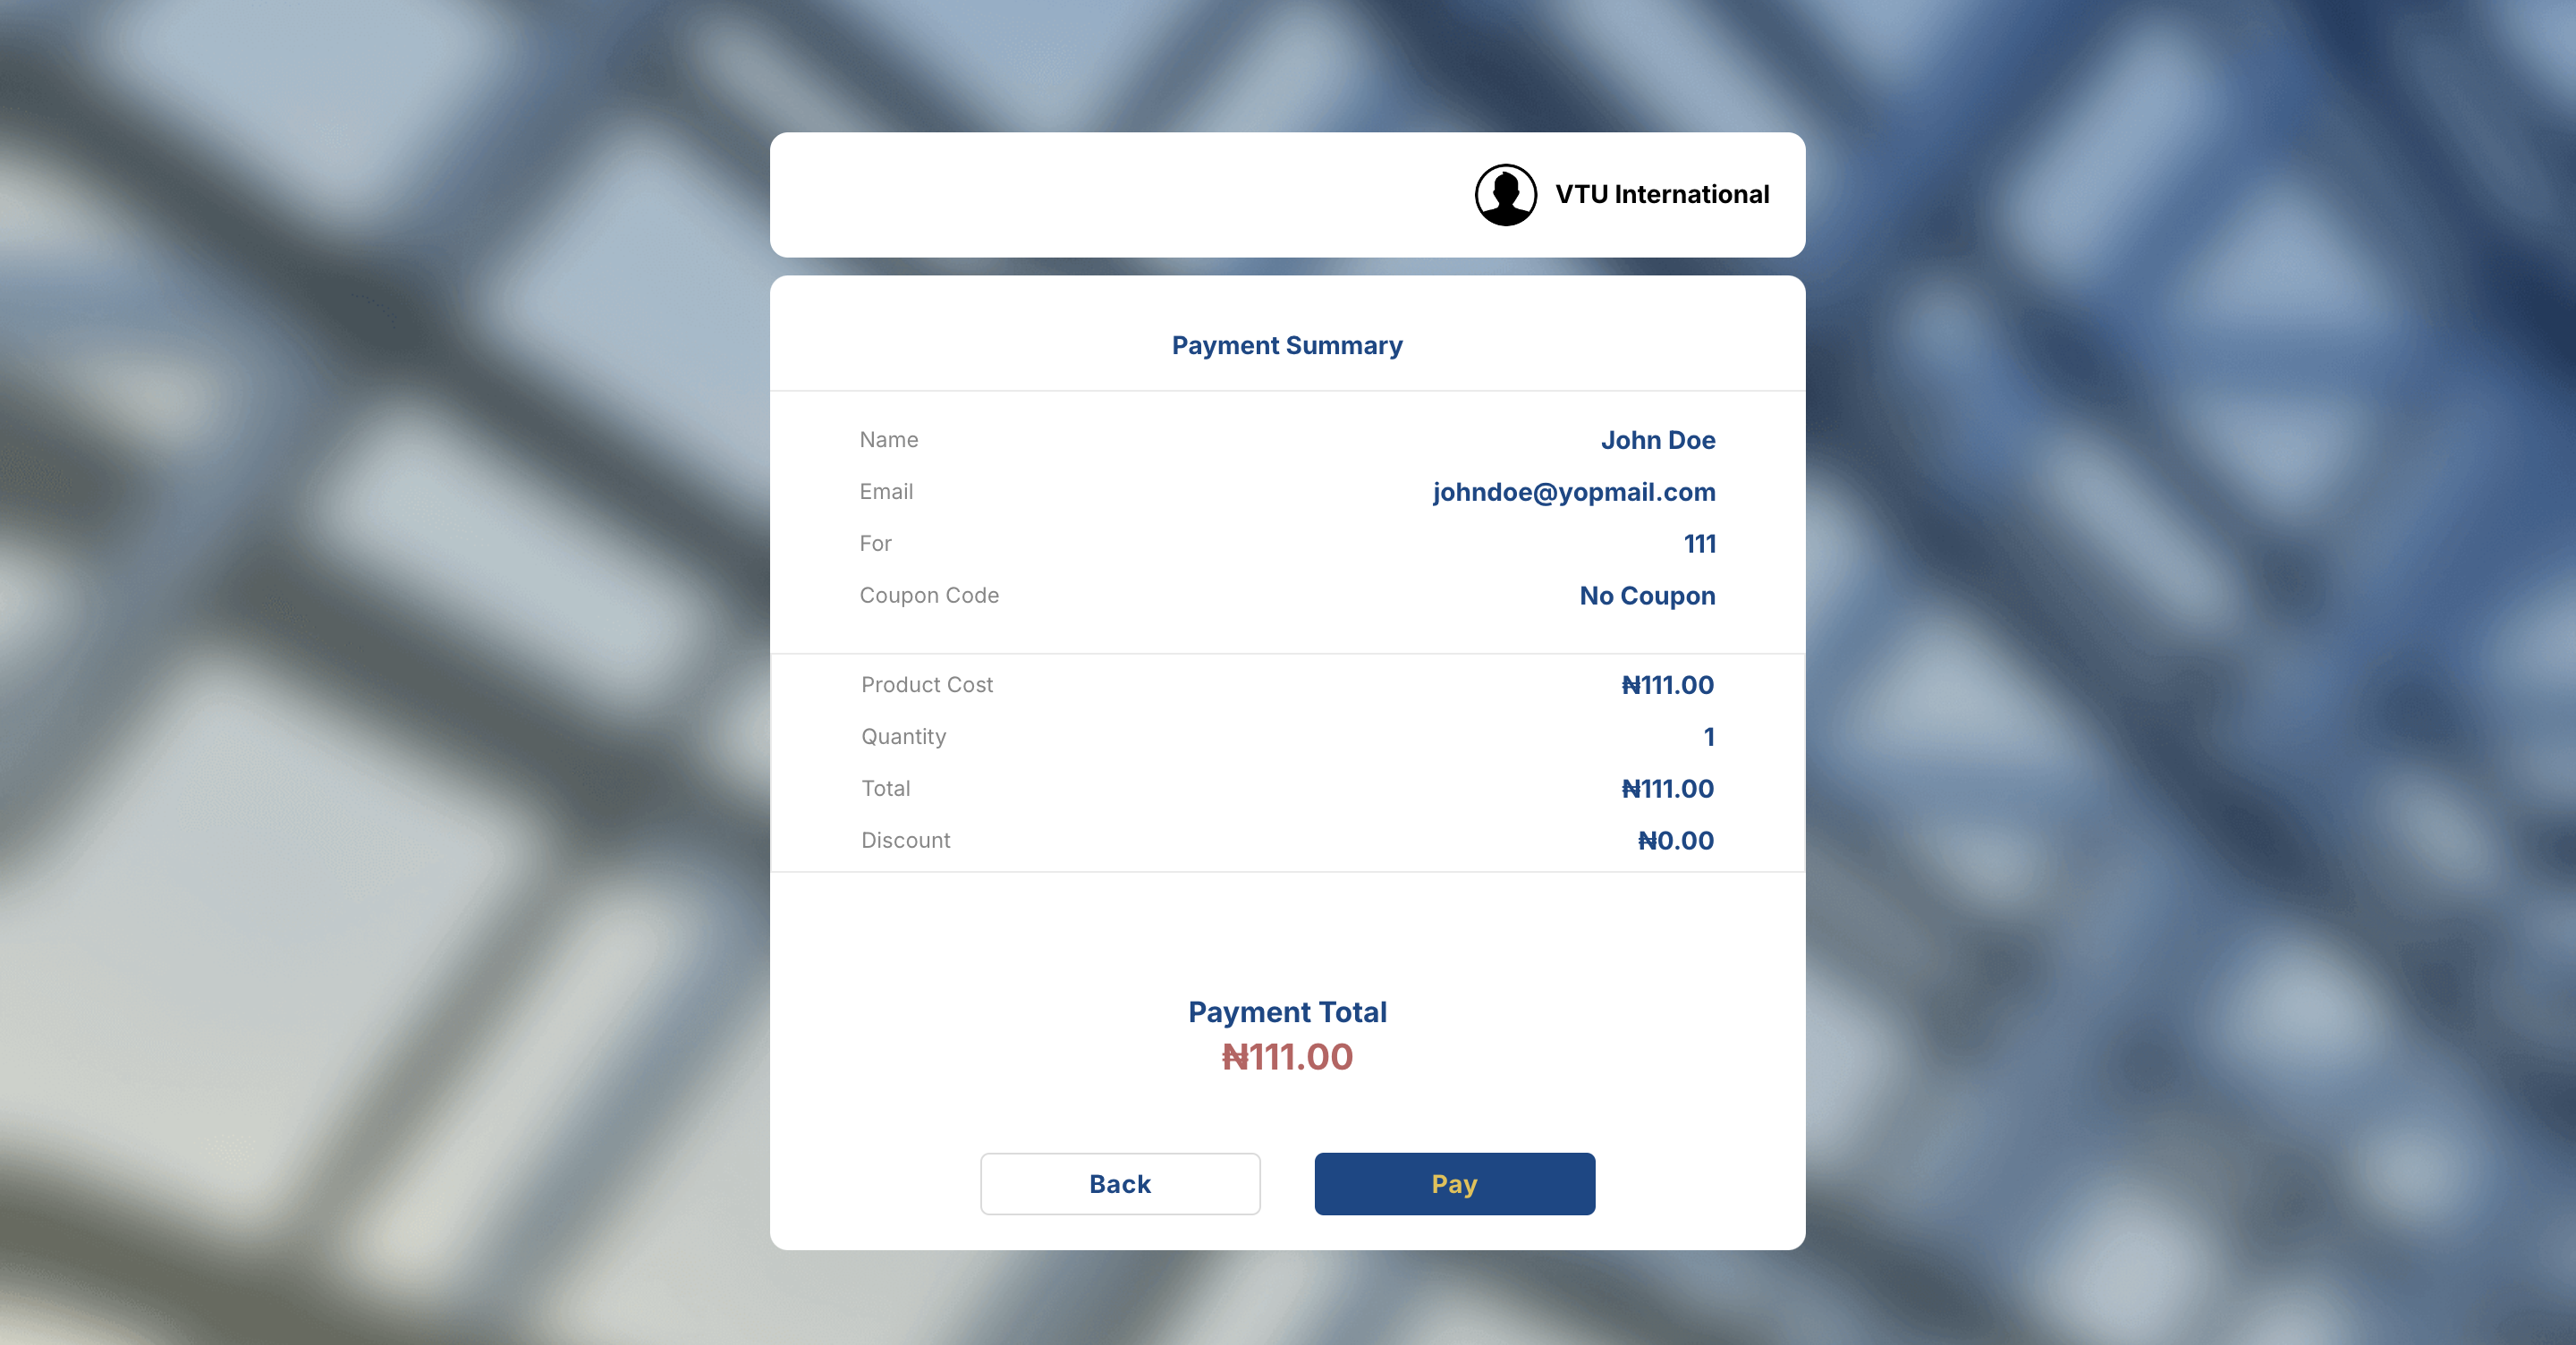 VTU International
Payment Summary
Name John Doe
Email johndoe@yopmail.com
For 111
Coupon Code No Coupon
Product Cost ₦111.00
Quantity 1
Total ₦111.00
Discount ₦0.00
Payment Total
₦111.00
Back Pay